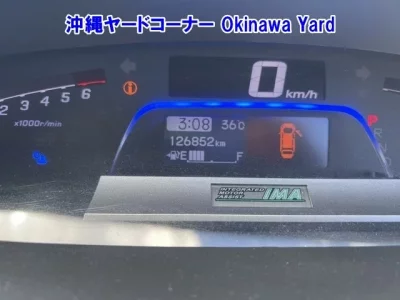 沖縄ヤードコーナー Okinawa Yard
0 km/h
2 3 4 5 6
x1000r/min
3:08 36℃
126852km
E F
P
R
N
INTEGRATED MOTOR ASSIST IMA